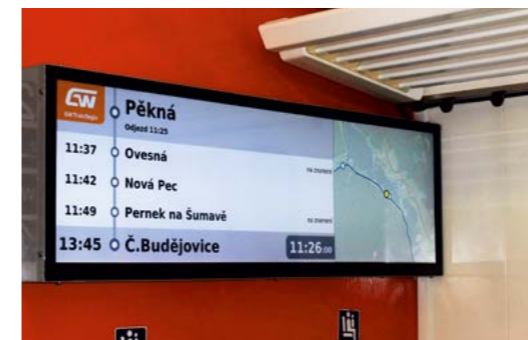 GW
GW Train Regio
Pěkná
Odjezd 11:25
11:37 Ovesná
na znamení
11:42 Nová Pec
11:49 Pernek na Šumavě
na znamení
13:45 Č.Budějovice
11:26:00